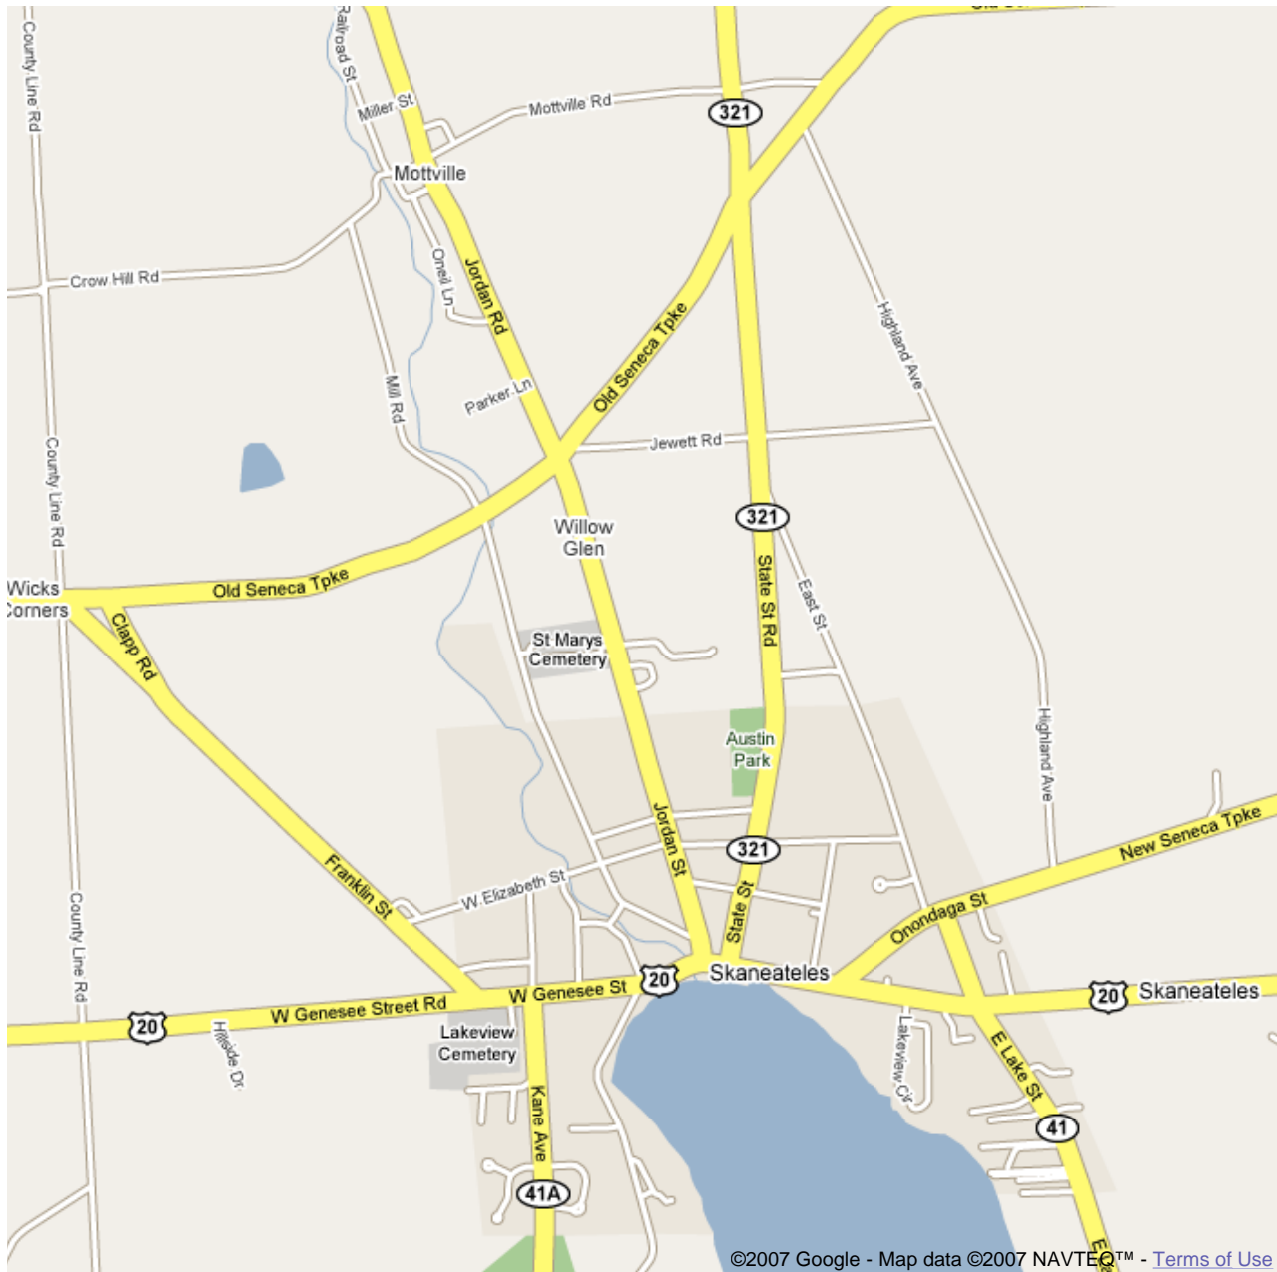 Old Se
County Line Rd
Railroad St
Miller St
Mottville Rd
321
Mottville
Crow Hill Rd
Oneil Ln
Jordan Rd
Old Seneca Tpke
Highland Ave
Mill Rd
Parker Ln
Jewett Rd
County Line Rd
321
Willow
Glen
Wicks
Corners
Old Seneca Tpke
State St Rd
East St
Clapp Rd
St Marys
Cemetery
Austin
Park
Highland Ave
Jordan St
New Seneca Tpke
321
W Elizabeth St
Franklin St
State St
Onondaga St
County Line Rd
Skaneateles
20
W Genesee St
20
Skaneateles
W Genesee Street Rd
20
Hillside Dr
Lakeview
Cemetery
Lakeview Cir
E Lake St
Kane Ave
41
41A
E La
©2007 Google - Map data ©2007 NAVTEQ™ - Terms of Use